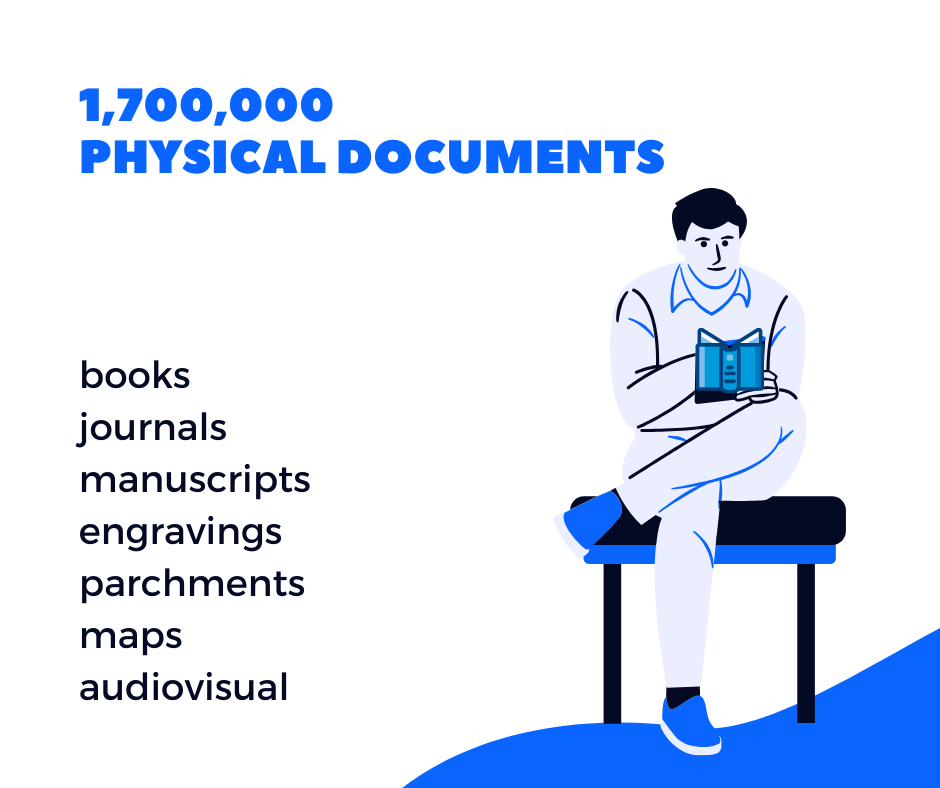 1,700,000
PHYSICAL DOCUMENTS
books
journals
manuscripts
engravings
parchments
maps
audiovisual